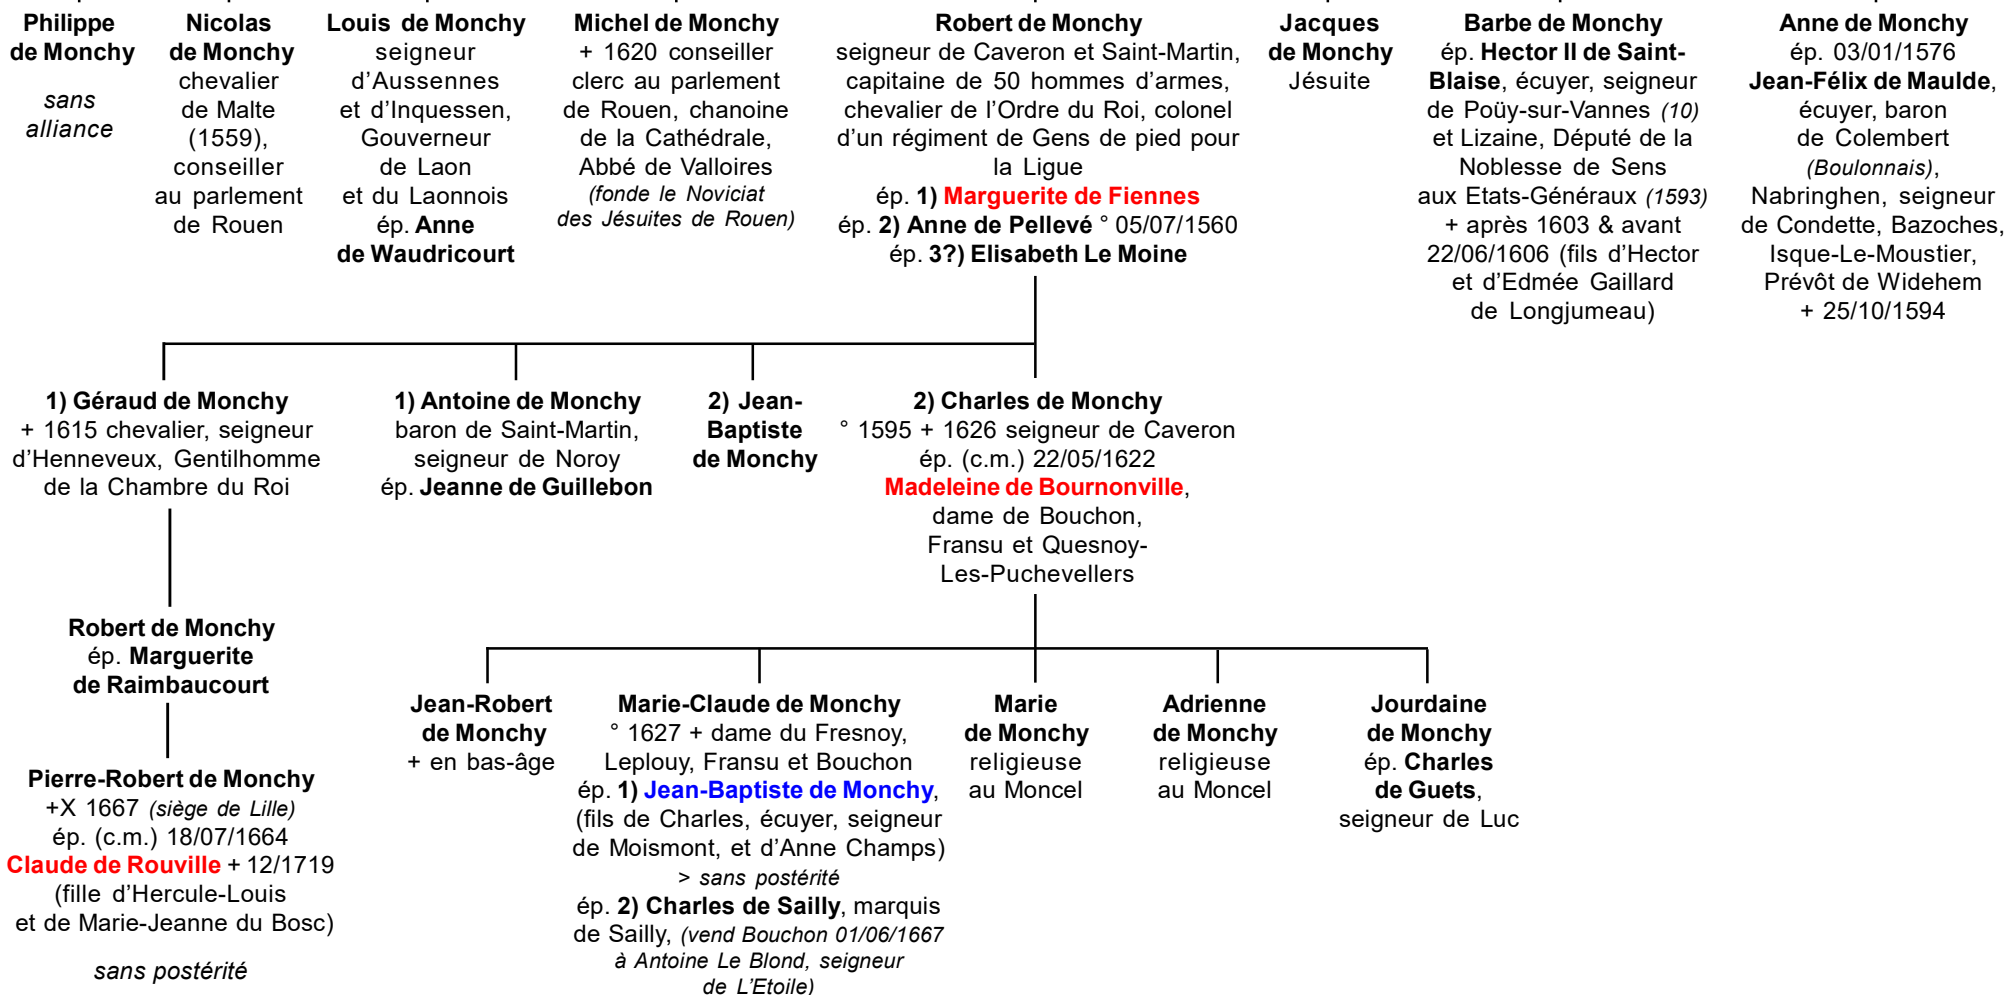 Philippe
de Monchy
sans
alliance
Nicolas
de Monchy
chevalier
de Malte
(1559),
conseiller
au parlement
de Rouen
Louis de Monchy
seigneur
d’Aussennes
et d’Inquessen,
Gouverneur
de Laon
et du Laonnois
ép. Anne
de Waudricourt
Michel de Monchy
+ 1620 conseiller
clerc au parlement
de Rouen, chanoine
de la Cathédrale,
Abbé de Valloires
(fonde le Noviciat
des Jésuites de Rouen)
Robert de Monchy
seigneur de Caveron et Saint-Martin,
capitaine de 50 hommes d’armes,
chevalier de l’Ordre du Roi, colonel
d’un régiment de Gens de pied pour
la Ligue
ép. 1) Marguerite de Fiennes
ép. 2) Anne de Pellevé ° 05/07/1560
ép. 3?) Elisabeth Le Moine
Jacques
de Monchy
Jésuite
Barbe de Monchy
ép. Hector II de Saint-
Blaise, écuyer, seigneur
de Poüy-sur-Vannes (10)
et Lizaine, Député de la
Noblesse de Sens
aux Etats-Généraux (1593)
+ après 1603 & avant
22/06/1606 (fils d’Hector
et d’Edmée Gaillard
de Longjumeau)
Anne de Monchy
ép. 03/01/1576
Jean-Félix de Maulde,
écuyer, baron
de Colembert
(Boulonnais),
Nabringhen, seigneur
de Condette, Bazoches,
Isque-Le-Moustier,
Prévôt de Widehem
+ 25/10/1594
1) Géraud de Monchy
+ 1615 chevalier, seigneur
d’Henneveux, Gentilhomme
de la Chambre du Roi
1) Antoine de Monchy
baron de Saint-Martin,
seigneur de Noroy
ép. Jeanne de Guillebon
2) Jean-
Baptiste
de Monchy
2) Charles de Monchy
° 1595 + 1626 seigneur de Caveron
ép. (c.m.) 22/05/1622
Madeleine de Bournonville,
dame de Bouchon,
Fransu et Quesnoy-
Les-Puchevellers
Robert de Monchy
ép. Marguerite
de Raimbaucourt
Pierre-Robert de Monchy
+X 1667 (siège de Lille)
ép. (c.m.) 18/07/1664
Claude de Rouville + 12/1719
(fille d’Hercule-Louis
et de Marie-Jeanne du Bosc)
sans postérité
Jean-Robert
de Monchy
+ en bas-âge
Marie-Claude de Monchy
° 1627 + dame du Fresnoy,
Leplouy, Fransu et Bouchon
ép. 1) Jean-Baptiste de Monchy,
(fils de Charles, écuyer, seigneur
de Moismont, et d’Anne Champs)
> sans postérité
ép. 2) Charles de Sailly, marquis
de Sailly, (vend Bouchon 01/06/1667
à Antoine Le Blond, seigneur
de L’Etoile)
Marie
de Monchy
religieuse
au Moncel
Adrienne
de Monchy
religieuse
au Moncel
Jourdaine
de Monchy
ép. Charles
de Guets,
seigneur de Luc